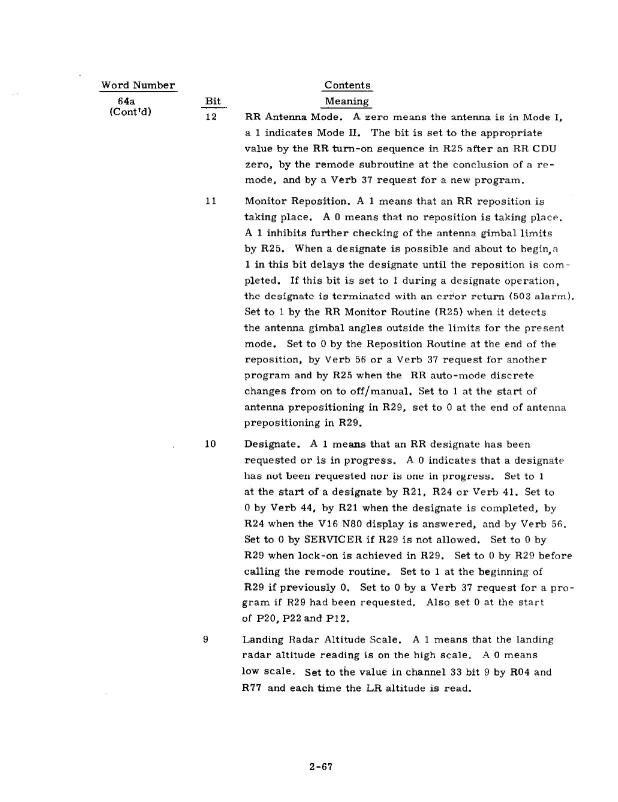 Word Number Contents
64a Bit Meaning
(Cont'd)
12 RR Antenna Mode. A zero means the antenna is in Mode I,
a 1 indicates Mode II. The bit is set to the appropriate
value by the RR turn-on sequence in R25 after an RR CDU
zero, by the remode subroutine at the conclusion of a re-
mode, and by a Verb 37 request for a new program.
11 Monitor Reposition. A 1 means that an RR reposition is
taking place. A 0 means that no reposition is taking place.
A 1 inhibits further checking of the antenna gimbal limits
by R25. When a designate is possible and about to begin, a
1 in this bit delays the designate until the reposition is com-
pleted. If this bit is set to 1 during a designate operation,
the designate is terminated with an error return (503 alarm).
Set to 1 by the RR Monitor Routine (R25) when it detects
the antenna gimbal angles outside the limits for the present
mode. Set to 0 by the Reposition Routine at the end of the
reposition, by Verb 56 or a Verb 37 request for another
program and by R25 when the RR auto-mode discrete
changes from on to off/manual. Set to 1 at the start of
antenna prepositioning in R29, set to 0 at the end of antenna
prepositioning in R29.
10 Designate. A 1 means that an RR designate has been
requested or is in progress. A 0 indicates that a designate
has not been requested nor is one in progress. Set to 1
at the start of a designate by R21, R24 or Verb 41. Set to
0 by Verb 44, by R21 when the designate is completed, by
R24 when the V16 N80 display is answered, and by Verb 56.
Set to 0 by SERVICER if R29 is not allowed. Set to 0 by
R29 when lock-on is achieved in R29. Set to 0 by R29 before
calling the remode routine. Set to 1 at the beginning of
R29 if previously 0. Set to 0 by a Verb 37 request for a pro-
gram if R29 had been requested. Also set 0 at the start
of P20, P22 and P12.
9 Landing Radar Altitude Scale. A 1 means that the landing
radar altitude reading is on the high scale. A 0 means
low scale. Set to the value in channel 33 bit 9 by R04 and
R77 and each time the LR altitude is read.
2-67